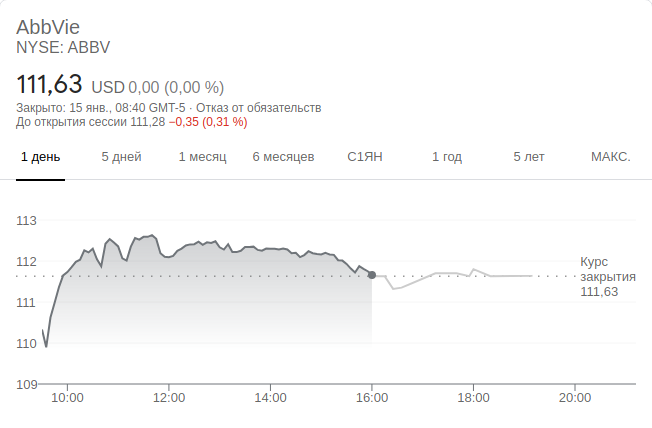 AbbVie
NYSE: ABBV
111,63 USD 0,00 (0,00 %)
Закрыто: 15 янв., 08:40 GMT-5 · Отказ от обязательств
До открытия сессии 111,28 −0,35 (0,31 %)
1 день 5 дней 1 месяц 6 месяцев С1ЯН 1 год 5 лет МАКС.
113
112
111
110
109
Курс
закрытия
111,63
10:00 12:00 14:00 16:00 18:00 20:00